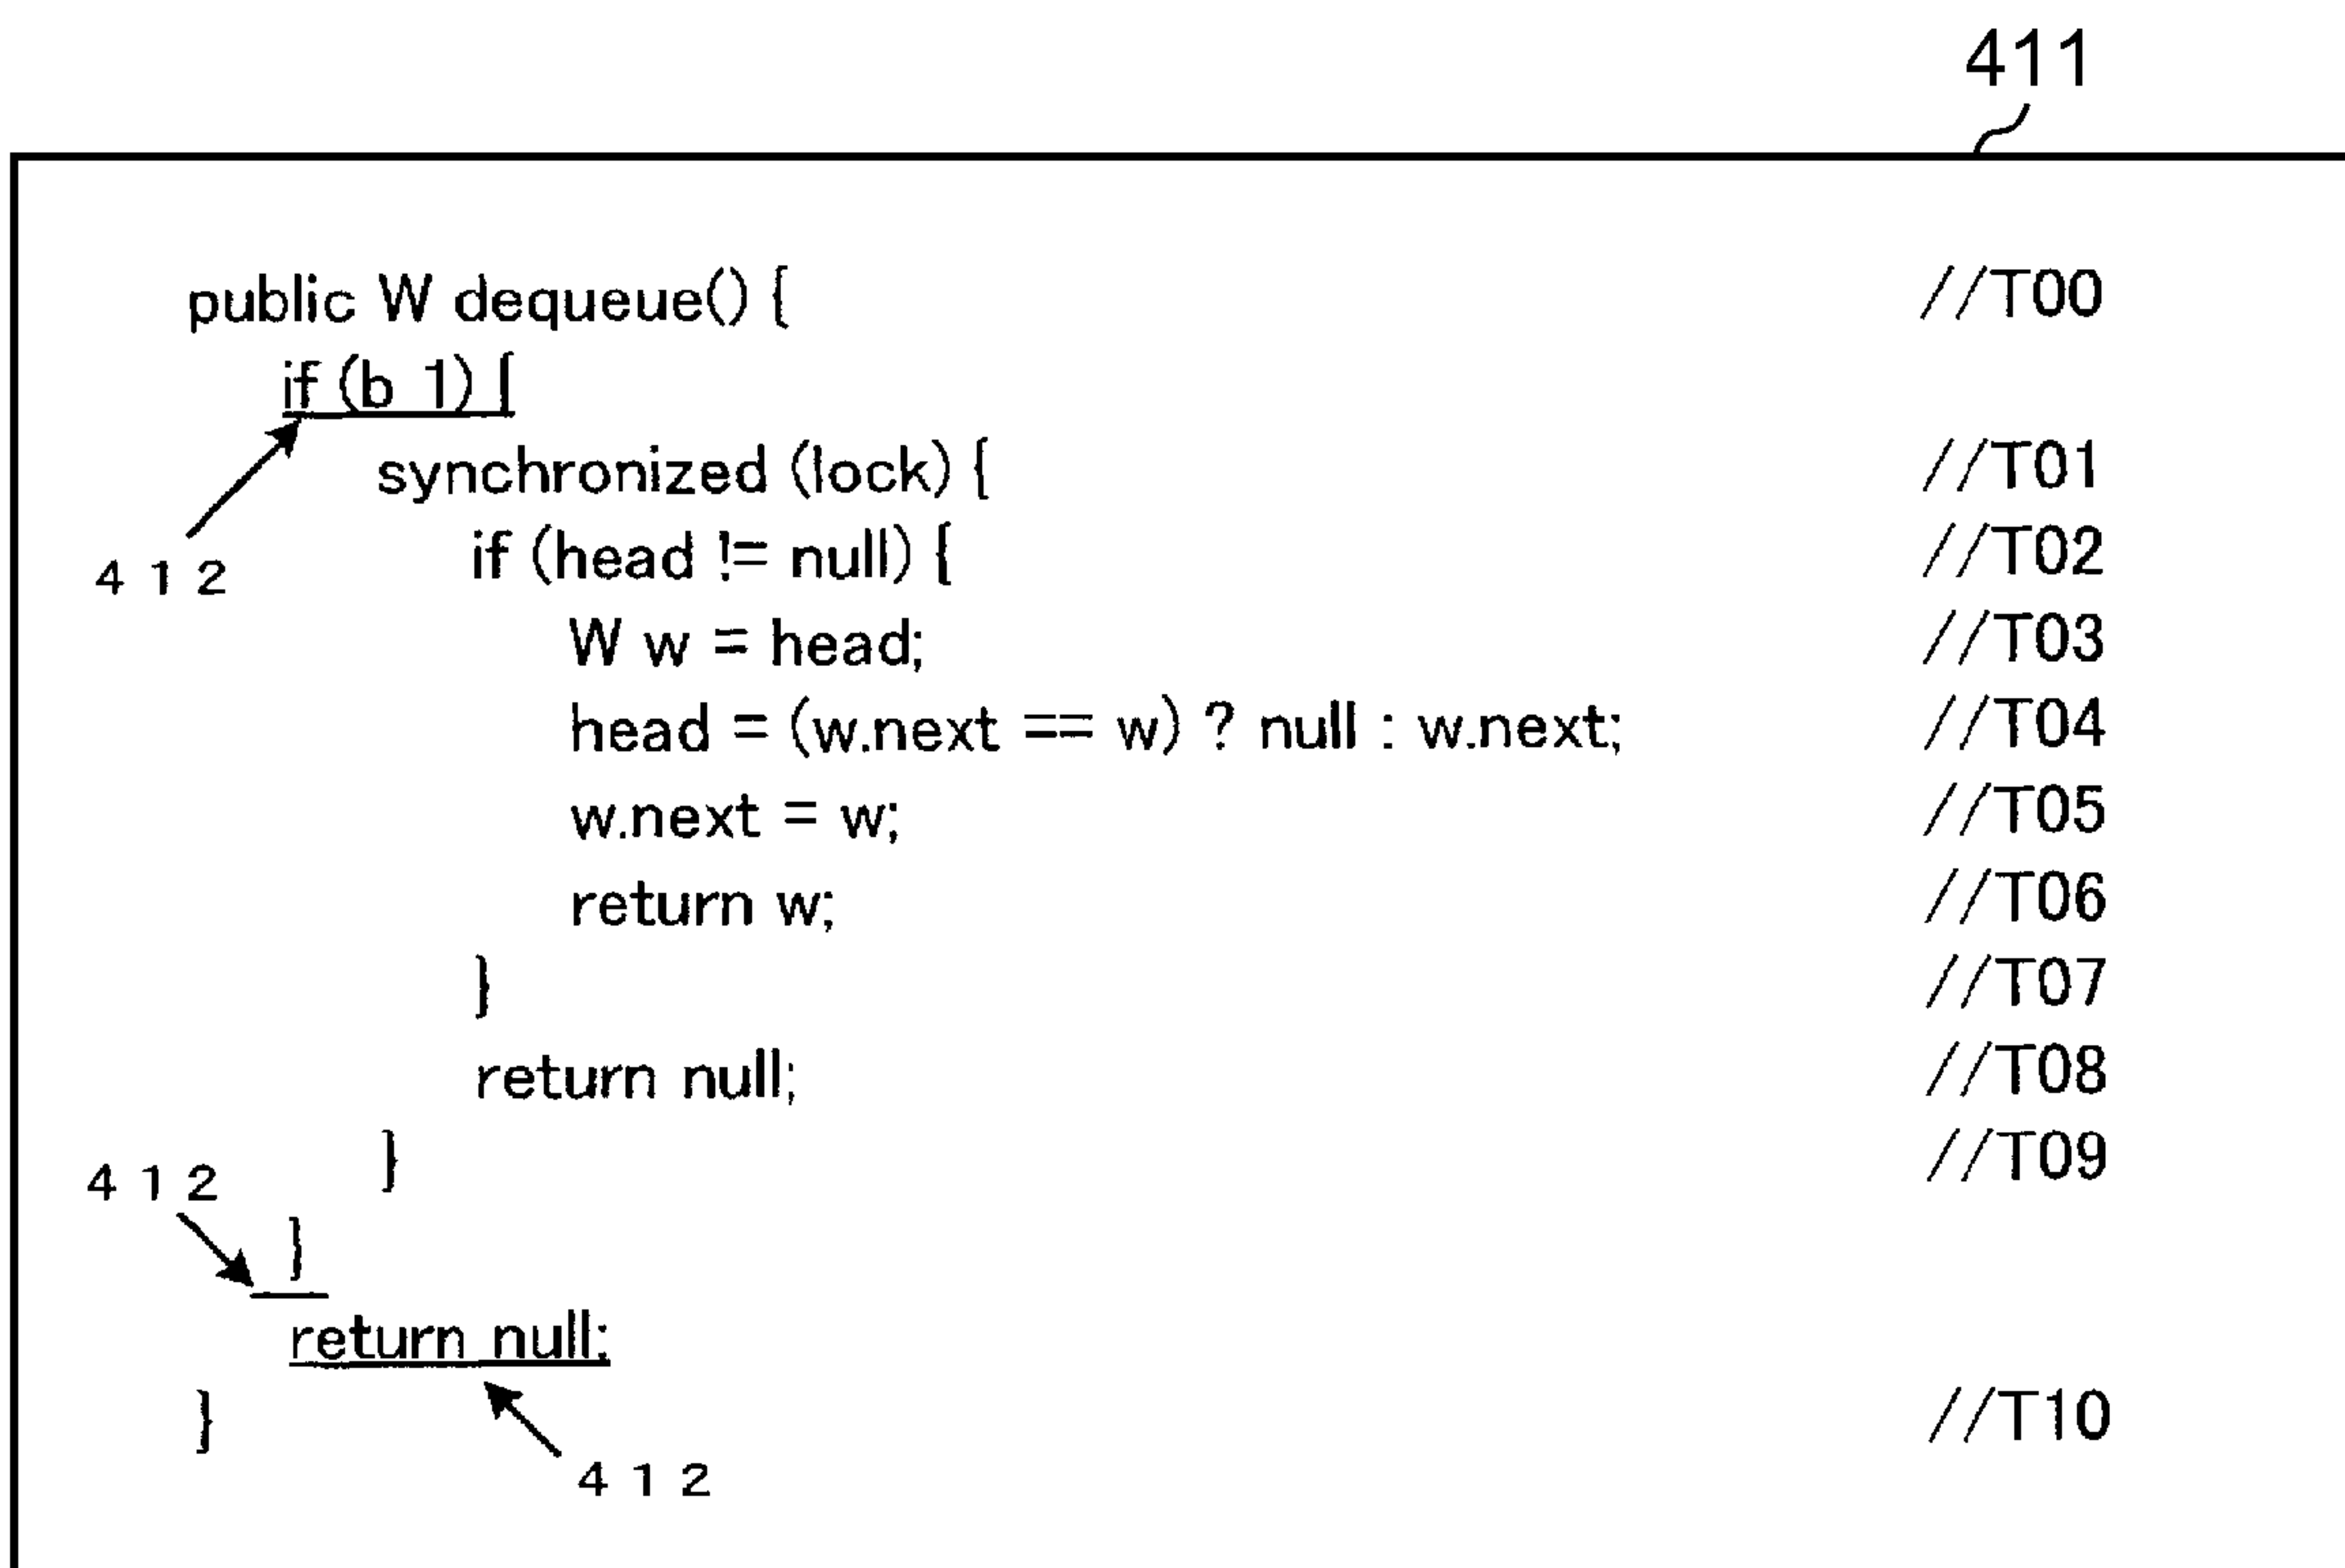 411
public W dequeue() { //T00
if (b 1) {
synchronized (lock) { //T01
if (head != null) { //T02
412
W w = head; //T03
head = (w.next == w) ? null : w.next; //T04
w.next = w; //T05
return w; //T06
} //T07
return null; //T08
} //T09
412
}
return null;
} //T10
412